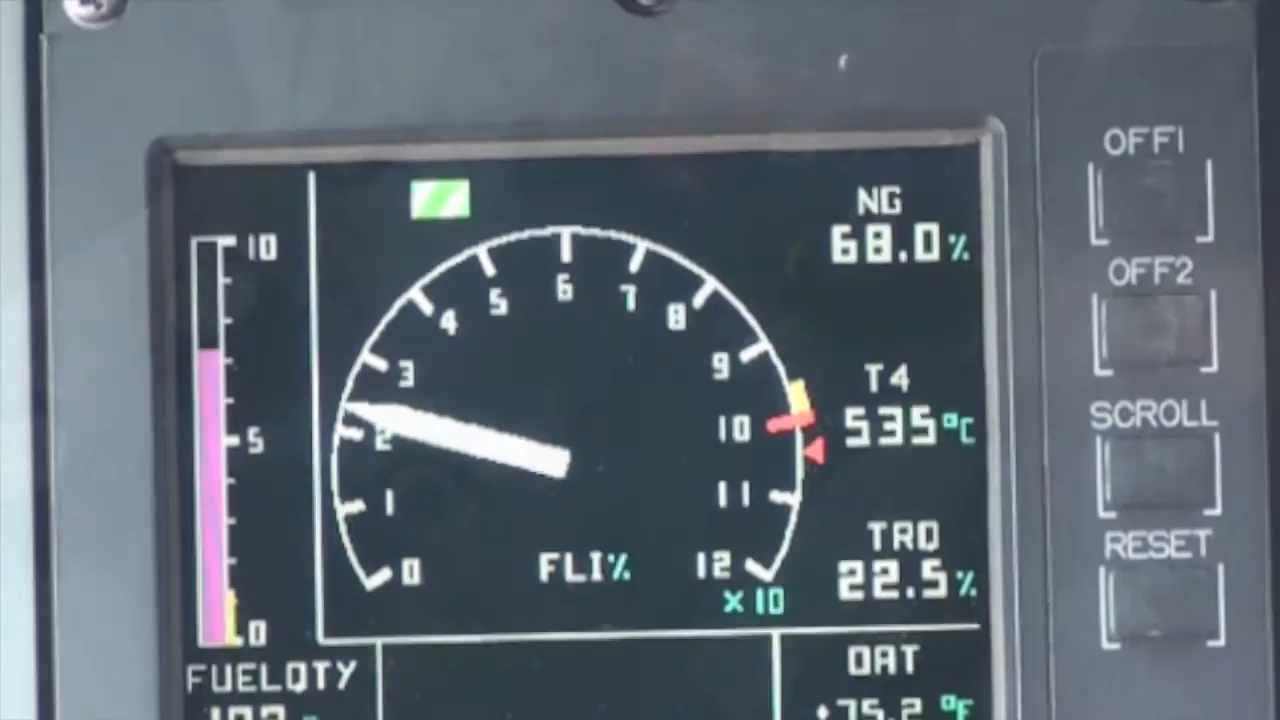 OFF1
OFF2
SCROLL
RESET
NG
68.0%
T4
535°C
TRQ
22.5%
OAT
+75.2°F
10
5
0
FUELQTY
0
1
2
3
4
5
6
7
8
9
10
11
12
x10
FLI%